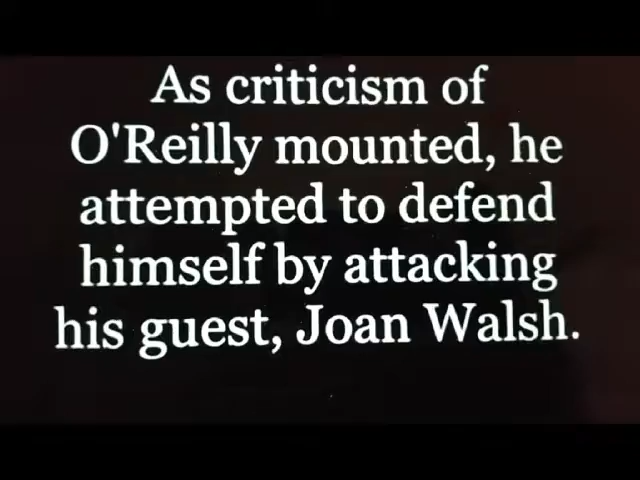 As criticism of
O'Reilly mounted, he
attempted to defend
himself by attacking
his guest, Joan Walsh.